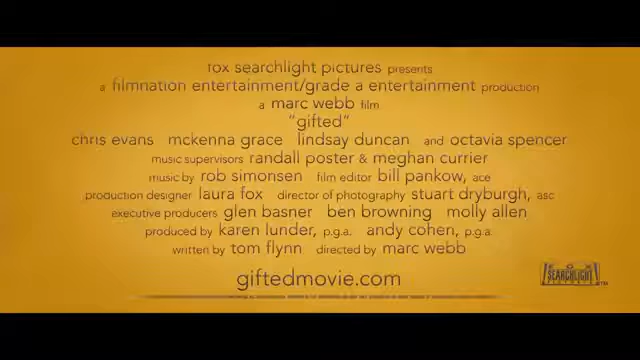 fox searchlight pictures presents
a filmnation entertainment/grade a entertainment production
a marc webb film
"gifted"
chris evans mckenna grace lindsay duncan and octavia spencer
music supervisors randall poster & meghan currier
music by rob simonsen film editor bill pankow, ace
production designer laura fox director of photography stuart dryburgh, asc
executive producers glen basner ben browning molly allen
produced by karen lunder, p.g.a. andy cohen, p.g.a.
written by tom flynn directed by marc webb
giftedmovie.com
FOX
SEARCHLIGHT